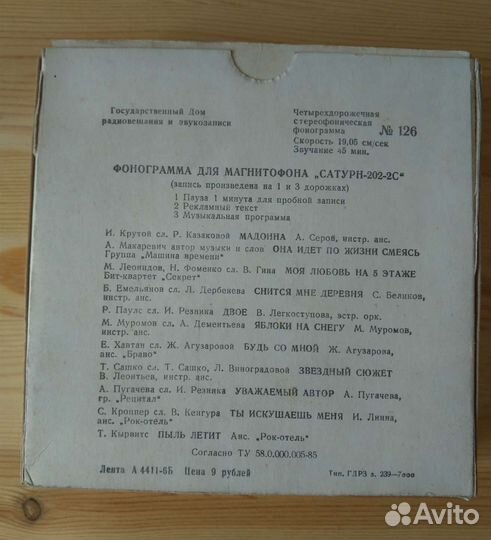 Государственный Дом
радиовещания и звукозаписи
Четырехдорожечная
стереофоническая
фонограмма № 126
Скорость 19,05 см/сек
Звучание 45 мин.
ФОНОГРАММА ДЛЯ МАГНИТОФОНА „САТУРН-202-2С“
(запись произведена на 1 и 3 дорожках)
1 Пауза 1 минута для пробной записи
2 Рекламный текст
3 Музыкальная программа
И. Крутой сл. Р. Казаковой МАДОННА А. Серов, инстр. анс.
А. Макаревич автор музыки и слов ОНА ИДЕТ ПО ЖИЗНИ СМЕЯСЬ
Группа „Машина времени“
М. Леонидов, Н. Фоменко сл. В. Гина МОЯ ЛЮБОВЬ НА 5 ЭТАЖЕ
Бит-квартет „Секрет“
Б. Емельянов сл. Л. Дербенева СНИТСЯ МНЕ ДЕРЕВНЯ С. Беликов,
инстр. анс.
Р. Паулс сл. И. Резника ДВОЕ В. Легкоступова, эстр. орк.
М. Муромов сл. А. Дементьева ЯБЛОКИ НА СНЕГУ М. Муромов,
инстр. анс.
Е. Хавтан сл. Ж. Агузаровой БУДЬ СО МНОЙ Ж. Агузарова,
анс. „Браво“
Т. Сашко сл. Т. Сашко, Л. Виноградовой ЗВЕЗДНЫЙ СЮЖЕТ
В. Леонтьев, инстр. анс.
А. Пугачева сл. И. Резника УВАЖАЕМЫЙ АВТОР А. Пугачева,
гр. „Рецитал“
С. Кроппер сл. В. Кенгура ТЫ ИСКУШАЕШЬ МЕНЯ И. Линна,
анс. „Рок-отель“
Т. Кырвитс ПЫЛЬ ЛЕТИТ Анс. „Рок-отель“
Согласно ТУ 58.0.000.005-85
Лента А 4411-6Б Цена 9 рублей
Тип. ГДРЗ з. 239—7000
Avito